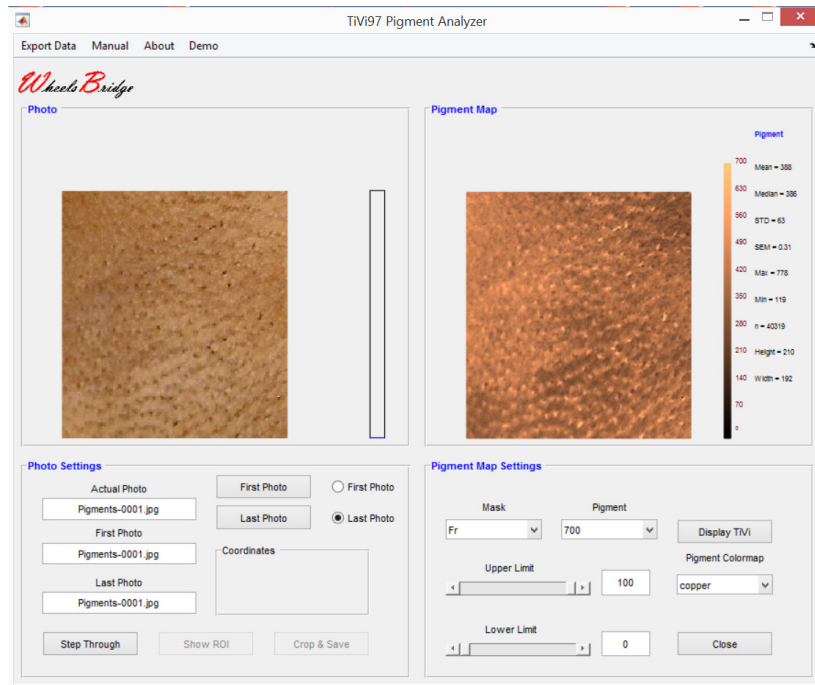 TiVi97 Pigment Analyzer
Export Data Manual About Demo
Wheels Bridge
Photo
Pigment Map
Pigment
700
630
560
490
420
350
280
210
140
70
0
Mean = 388
Median = 386
STD = 63
SEM = 0.31
Max = 778
Min = 119
n = 40319
Height = 210
Width = 192
Photo Settings
Actual Photo
Pigments-0001.jpg
First Photo
Pigments-0001.jpg
Last Photo
Pigments-0001.jpg
First Photo
Last Photo
First Photo
Last Photo
Coordinates
Step Through
Show ROI
Crop & Save
Pigment Map Settings
Mask
Fr
Pigment
700
Display TiVi
Upper Limit
100
Pigment Colormap
copper
Lower Limit
0
Close